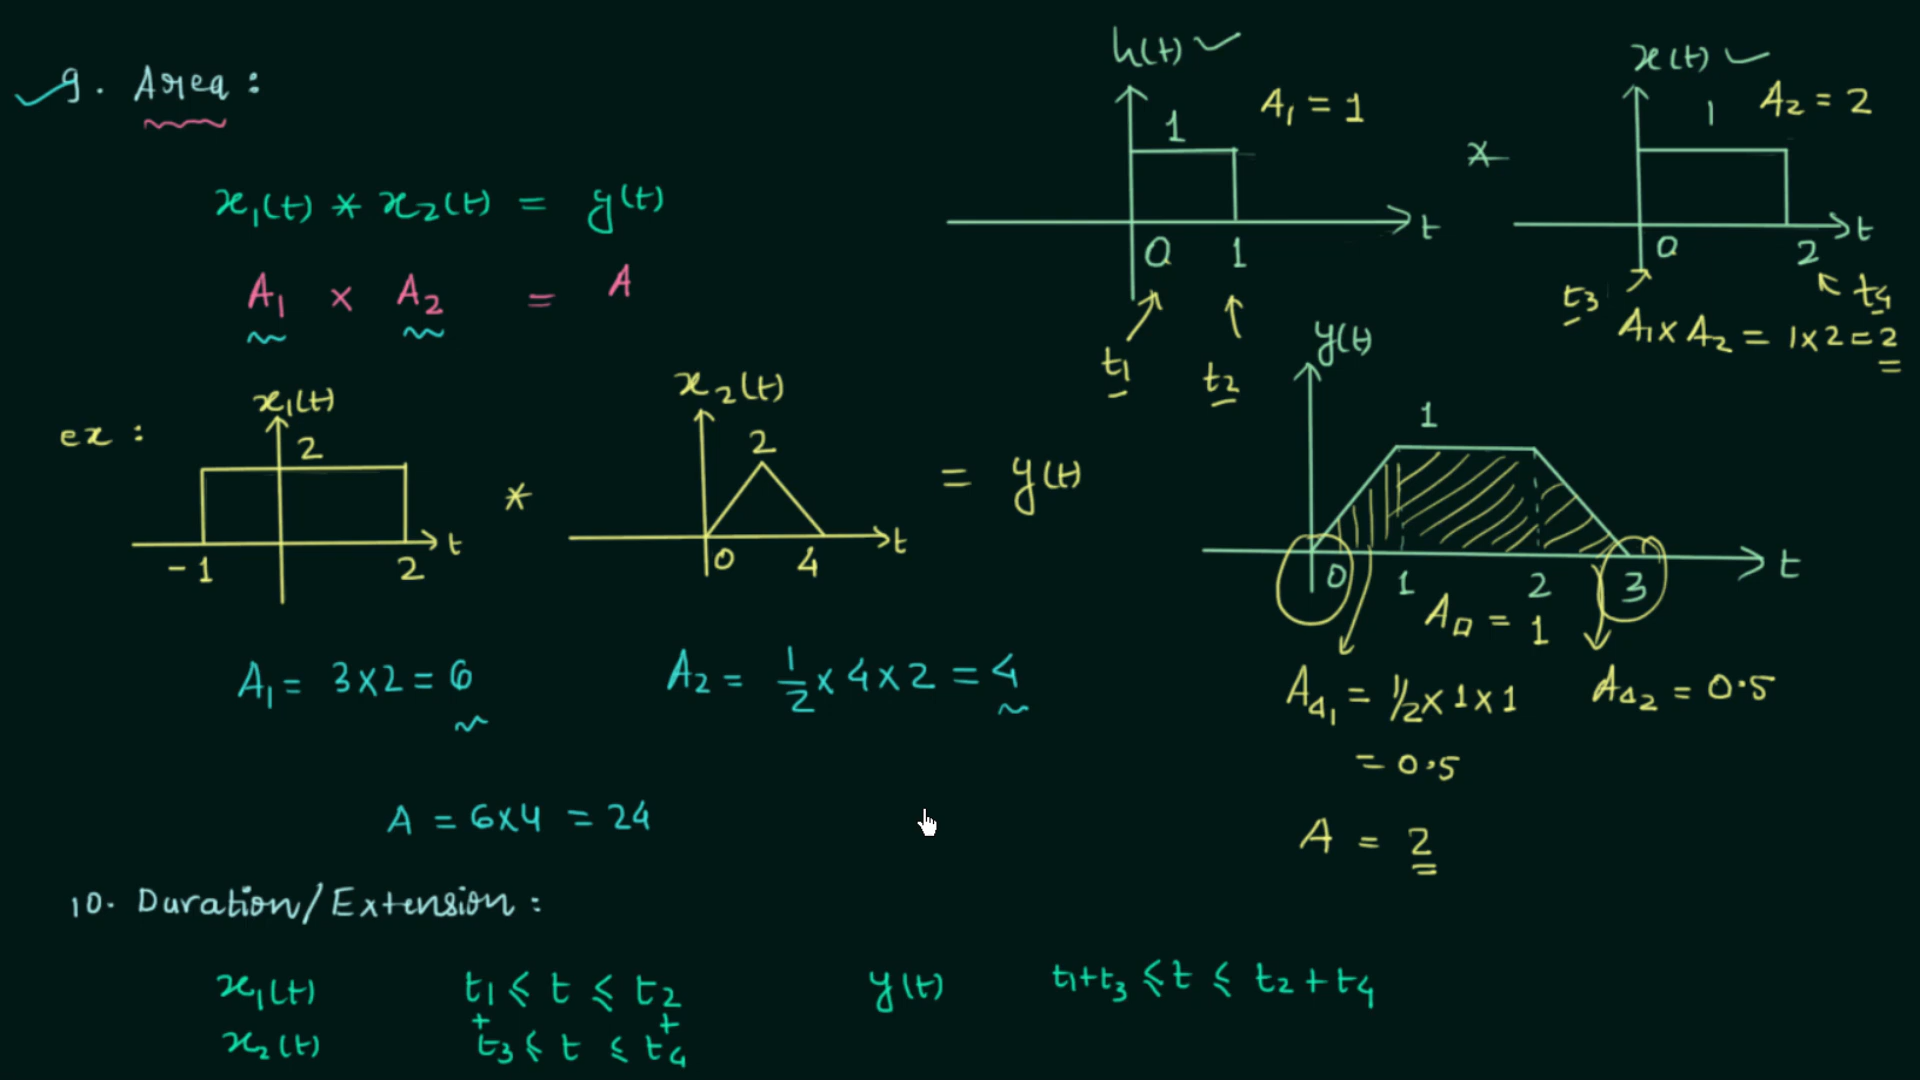 9. Area :
x₁(t) * x₂(t) = y(t)
A₁ × A₂ = A
ex :
x₁(t)
2
-1
2
t
*
x₂(t)
2
0
4
t
= y(t)
A₁ = 3×2 = 6
A₂ = 1/2 × 4 × 2 = 4
A = 6×4 = 24
h(t)
1
A₁ = 1
0
1
t
t₁
t₂
*
x(t)
1
A₂ = 2
0
2
t
t₃
t₄
A₁×A₂ = 1×2 = 2
y(t)
1
0
1
2
3
t
A□ = 1
AΔ₁ = 1/2 × 1 × 1
= 0.5
AΔ₂ = 0.5
A = 2
10. Duration/Extension :
x₁(t) t₁ ≤ t ≤ t₂ y(t) t₁+t₃ ≤ t ≤ t₂+t₄
+ +
x₂(t) t₃ ≤ t ≤ t₄